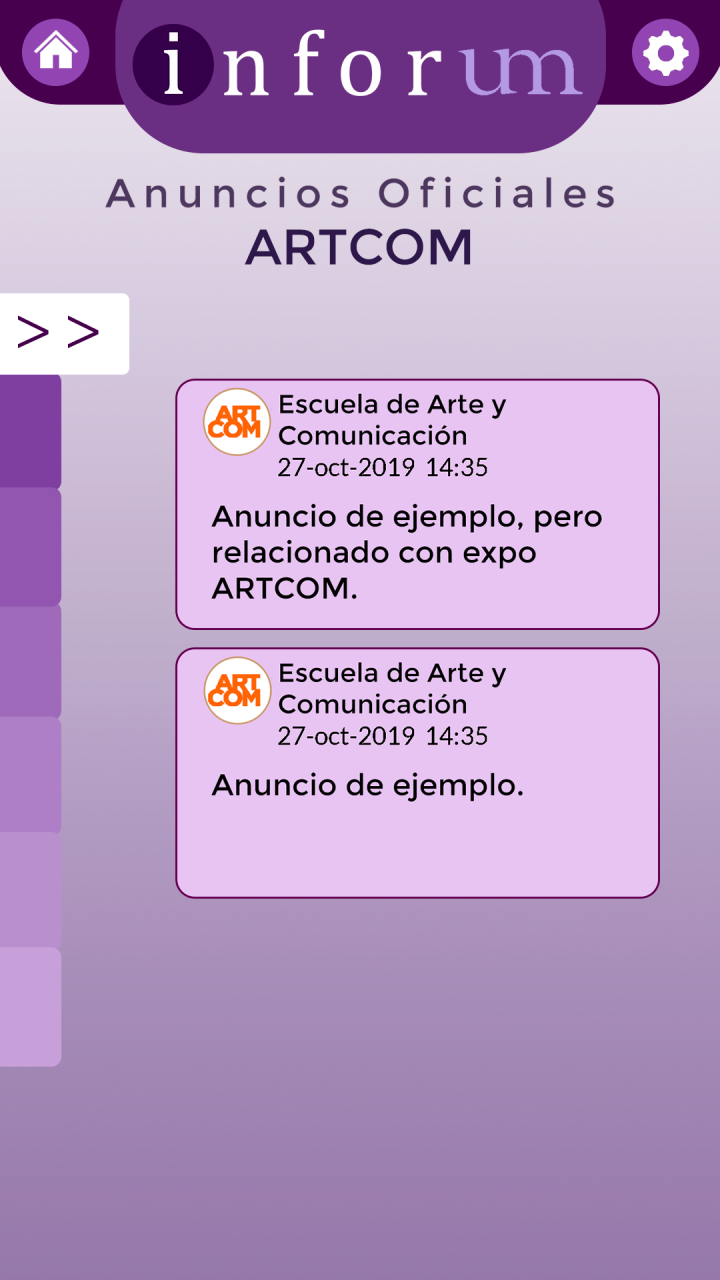 inforum
Anuncios Oficiales
ARTCOM
> >
ART
COM
Escuela de Arte y
Comunicación
27-oct-2019 14:35
Anuncio de ejemplo, pero
relacionado con expo
ARTCOM.
ART
COM
Escuela de Arte y
Comunicación
27-oct-2019 14:35
Anuncio de ejemplo.